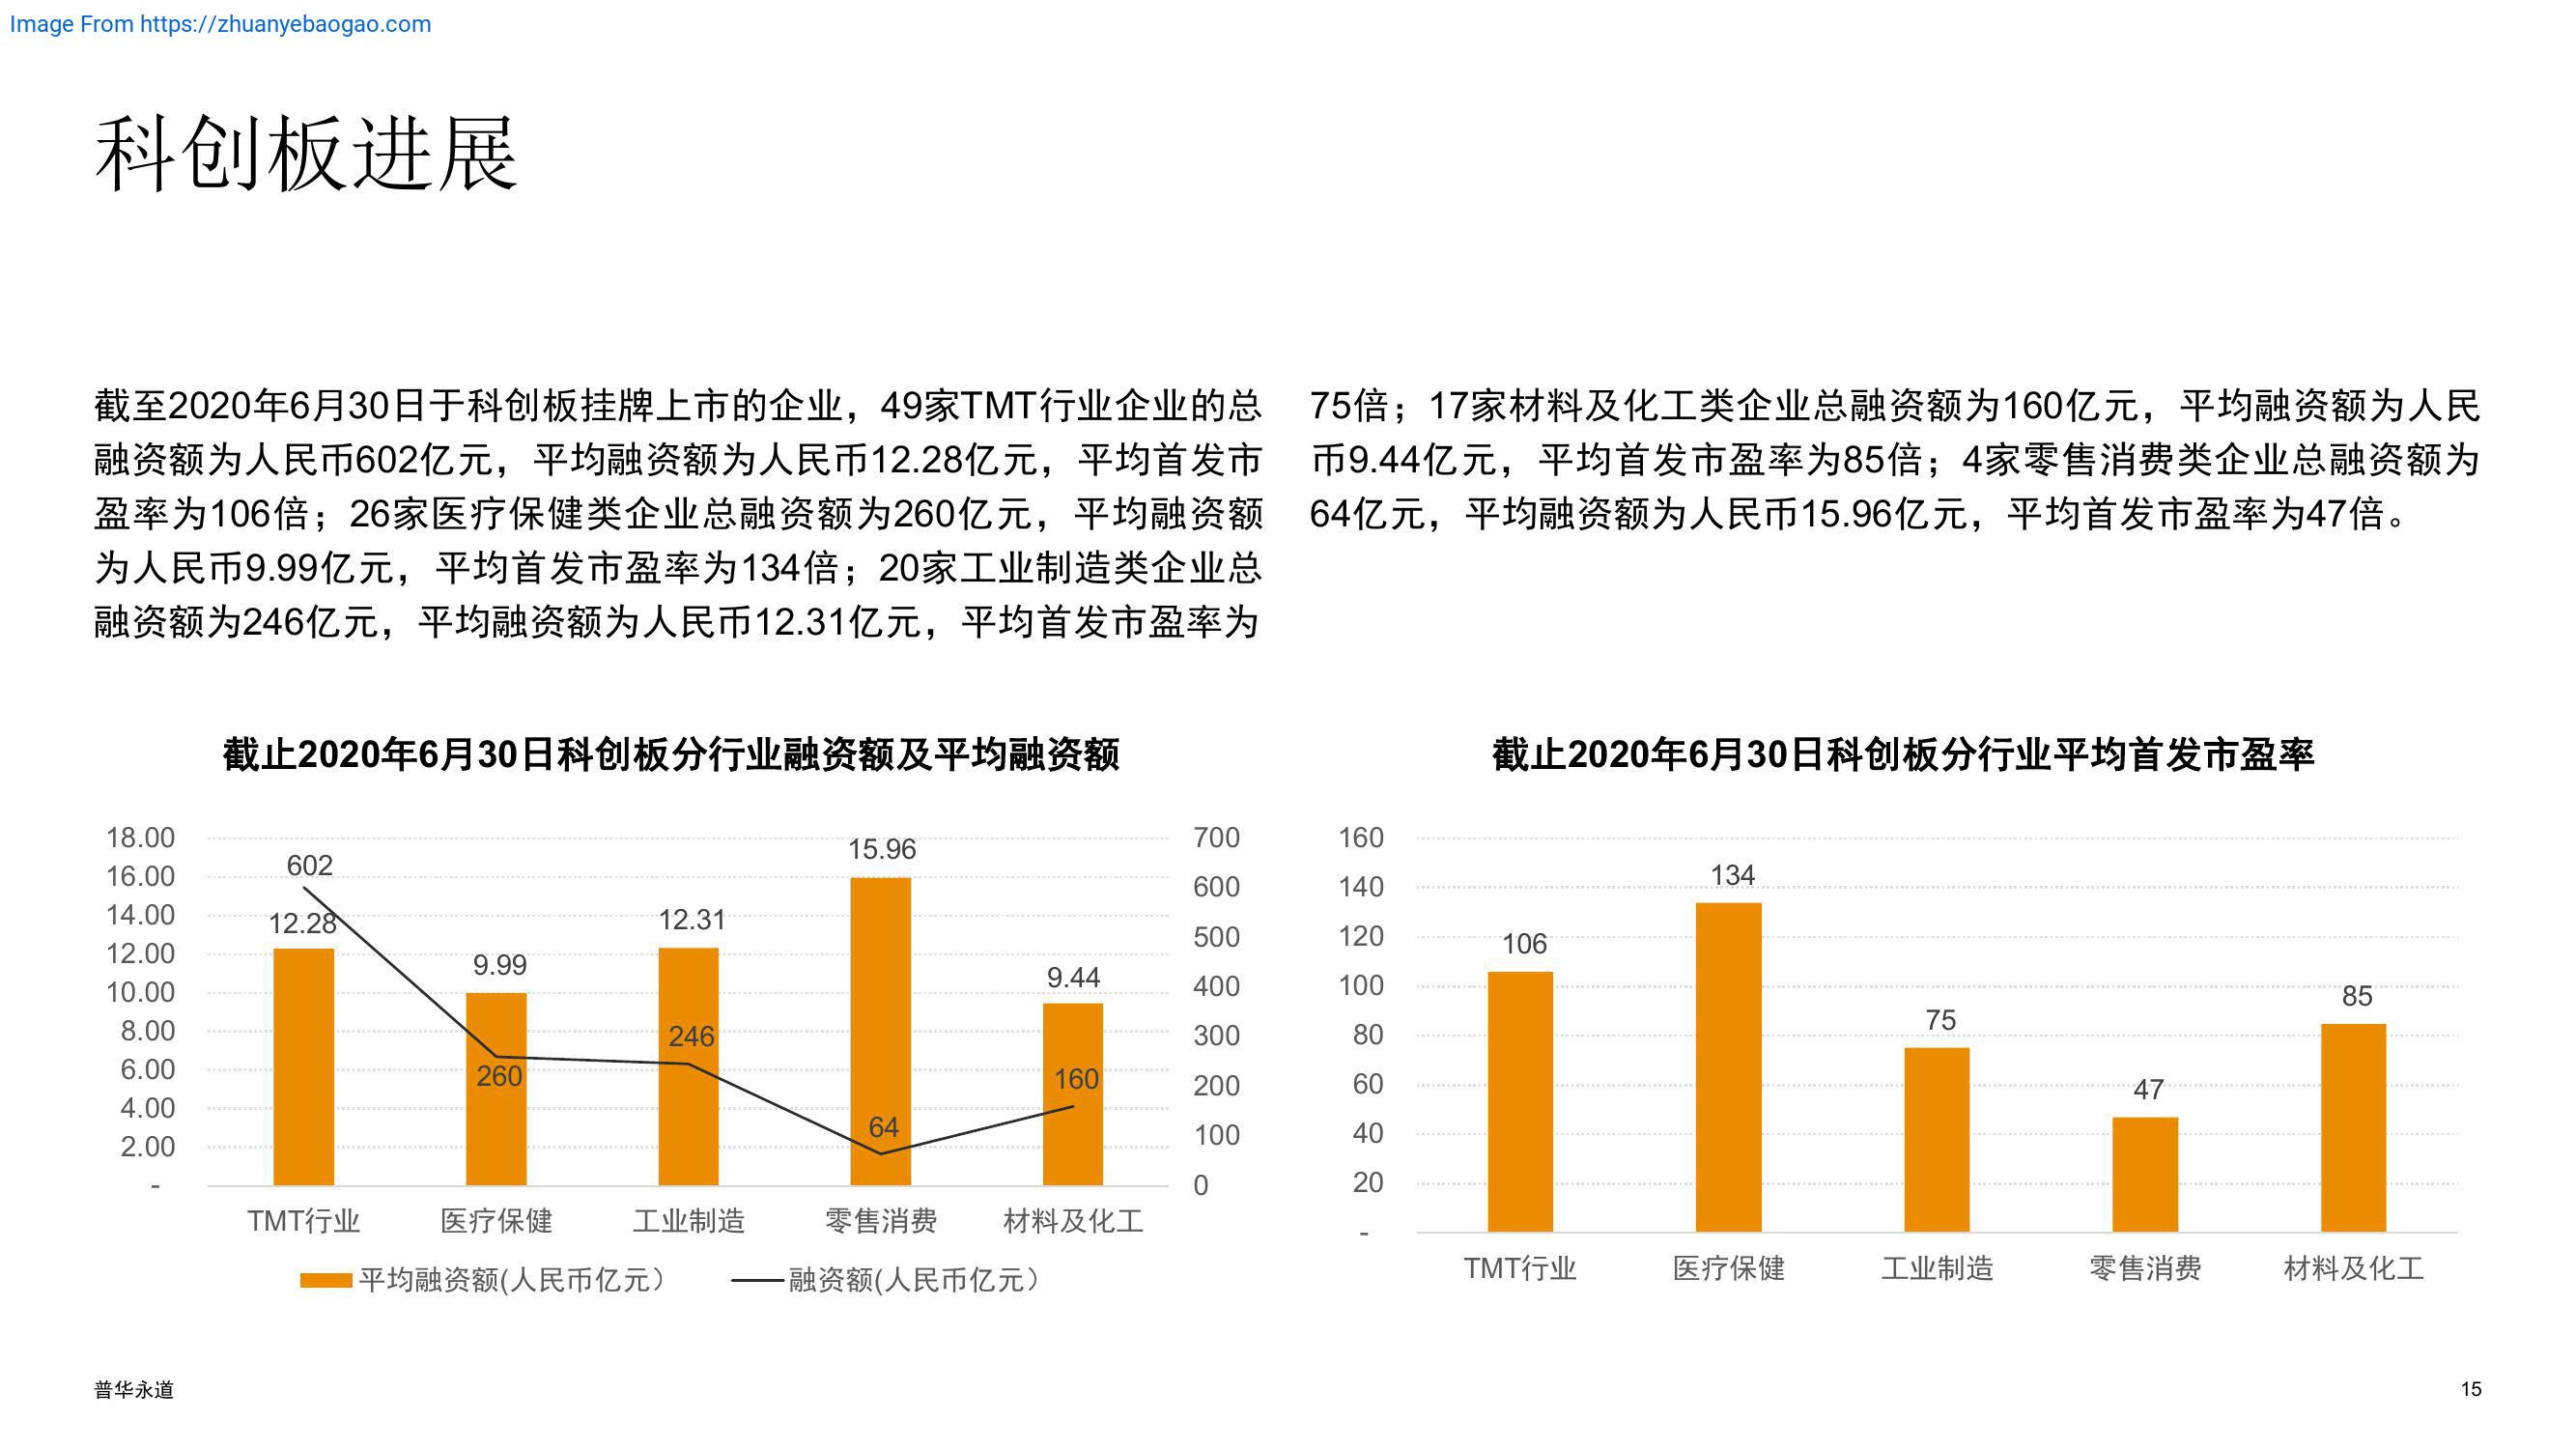 Image From https://zhuanyebaogao.com
科创板进展
截至2020年6月30日于科创板挂牌上市的企业，49家TMT行业企业的总
融资额为人民币602亿元，平均融资额为人民币12.28亿元，平均首发市
盈率为106倍；26家医疗保健类企业总融资额为260亿元，平均融资额
为人民币9.99亿元，平均首发市盈率为134倍；20家工业制造类企业总
融资额为246亿元，平均融资额为人民币12.31亿元，平均首发市盈率为
75倍；17家材料及化工类企业总融资额为160亿元，平均融资额为人民
币9.44亿元，平均首发市盈率为85倍；4家零售消费类企业总融资额为
64亿元，平均融资额为人民币15.96亿元，平均首发市盈率为47倍。
截止2020年6月30日科创板分行业融资额及平均融资额
18.00
16.00
14.00
12.00
10.00
8.00
6.00
4.00
2.00
-
602
12.28
9.99
260
12.31
246
15.96
64
9.44
160
700
600
500
400
300
200
100
0
TMT行业 医疗保健 工业制造 零售消费 材料及化工
平均融资额(人民币亿元） 融资额(人民币亿元）
截止2020年6月30日科创板分行业平均首发市盈率
160
140
120
100
80
60
40
20
-
106
134
75
47
85
TMT行业 医疗保健 工业制造 零售消费 材料及化工
普华永道
15